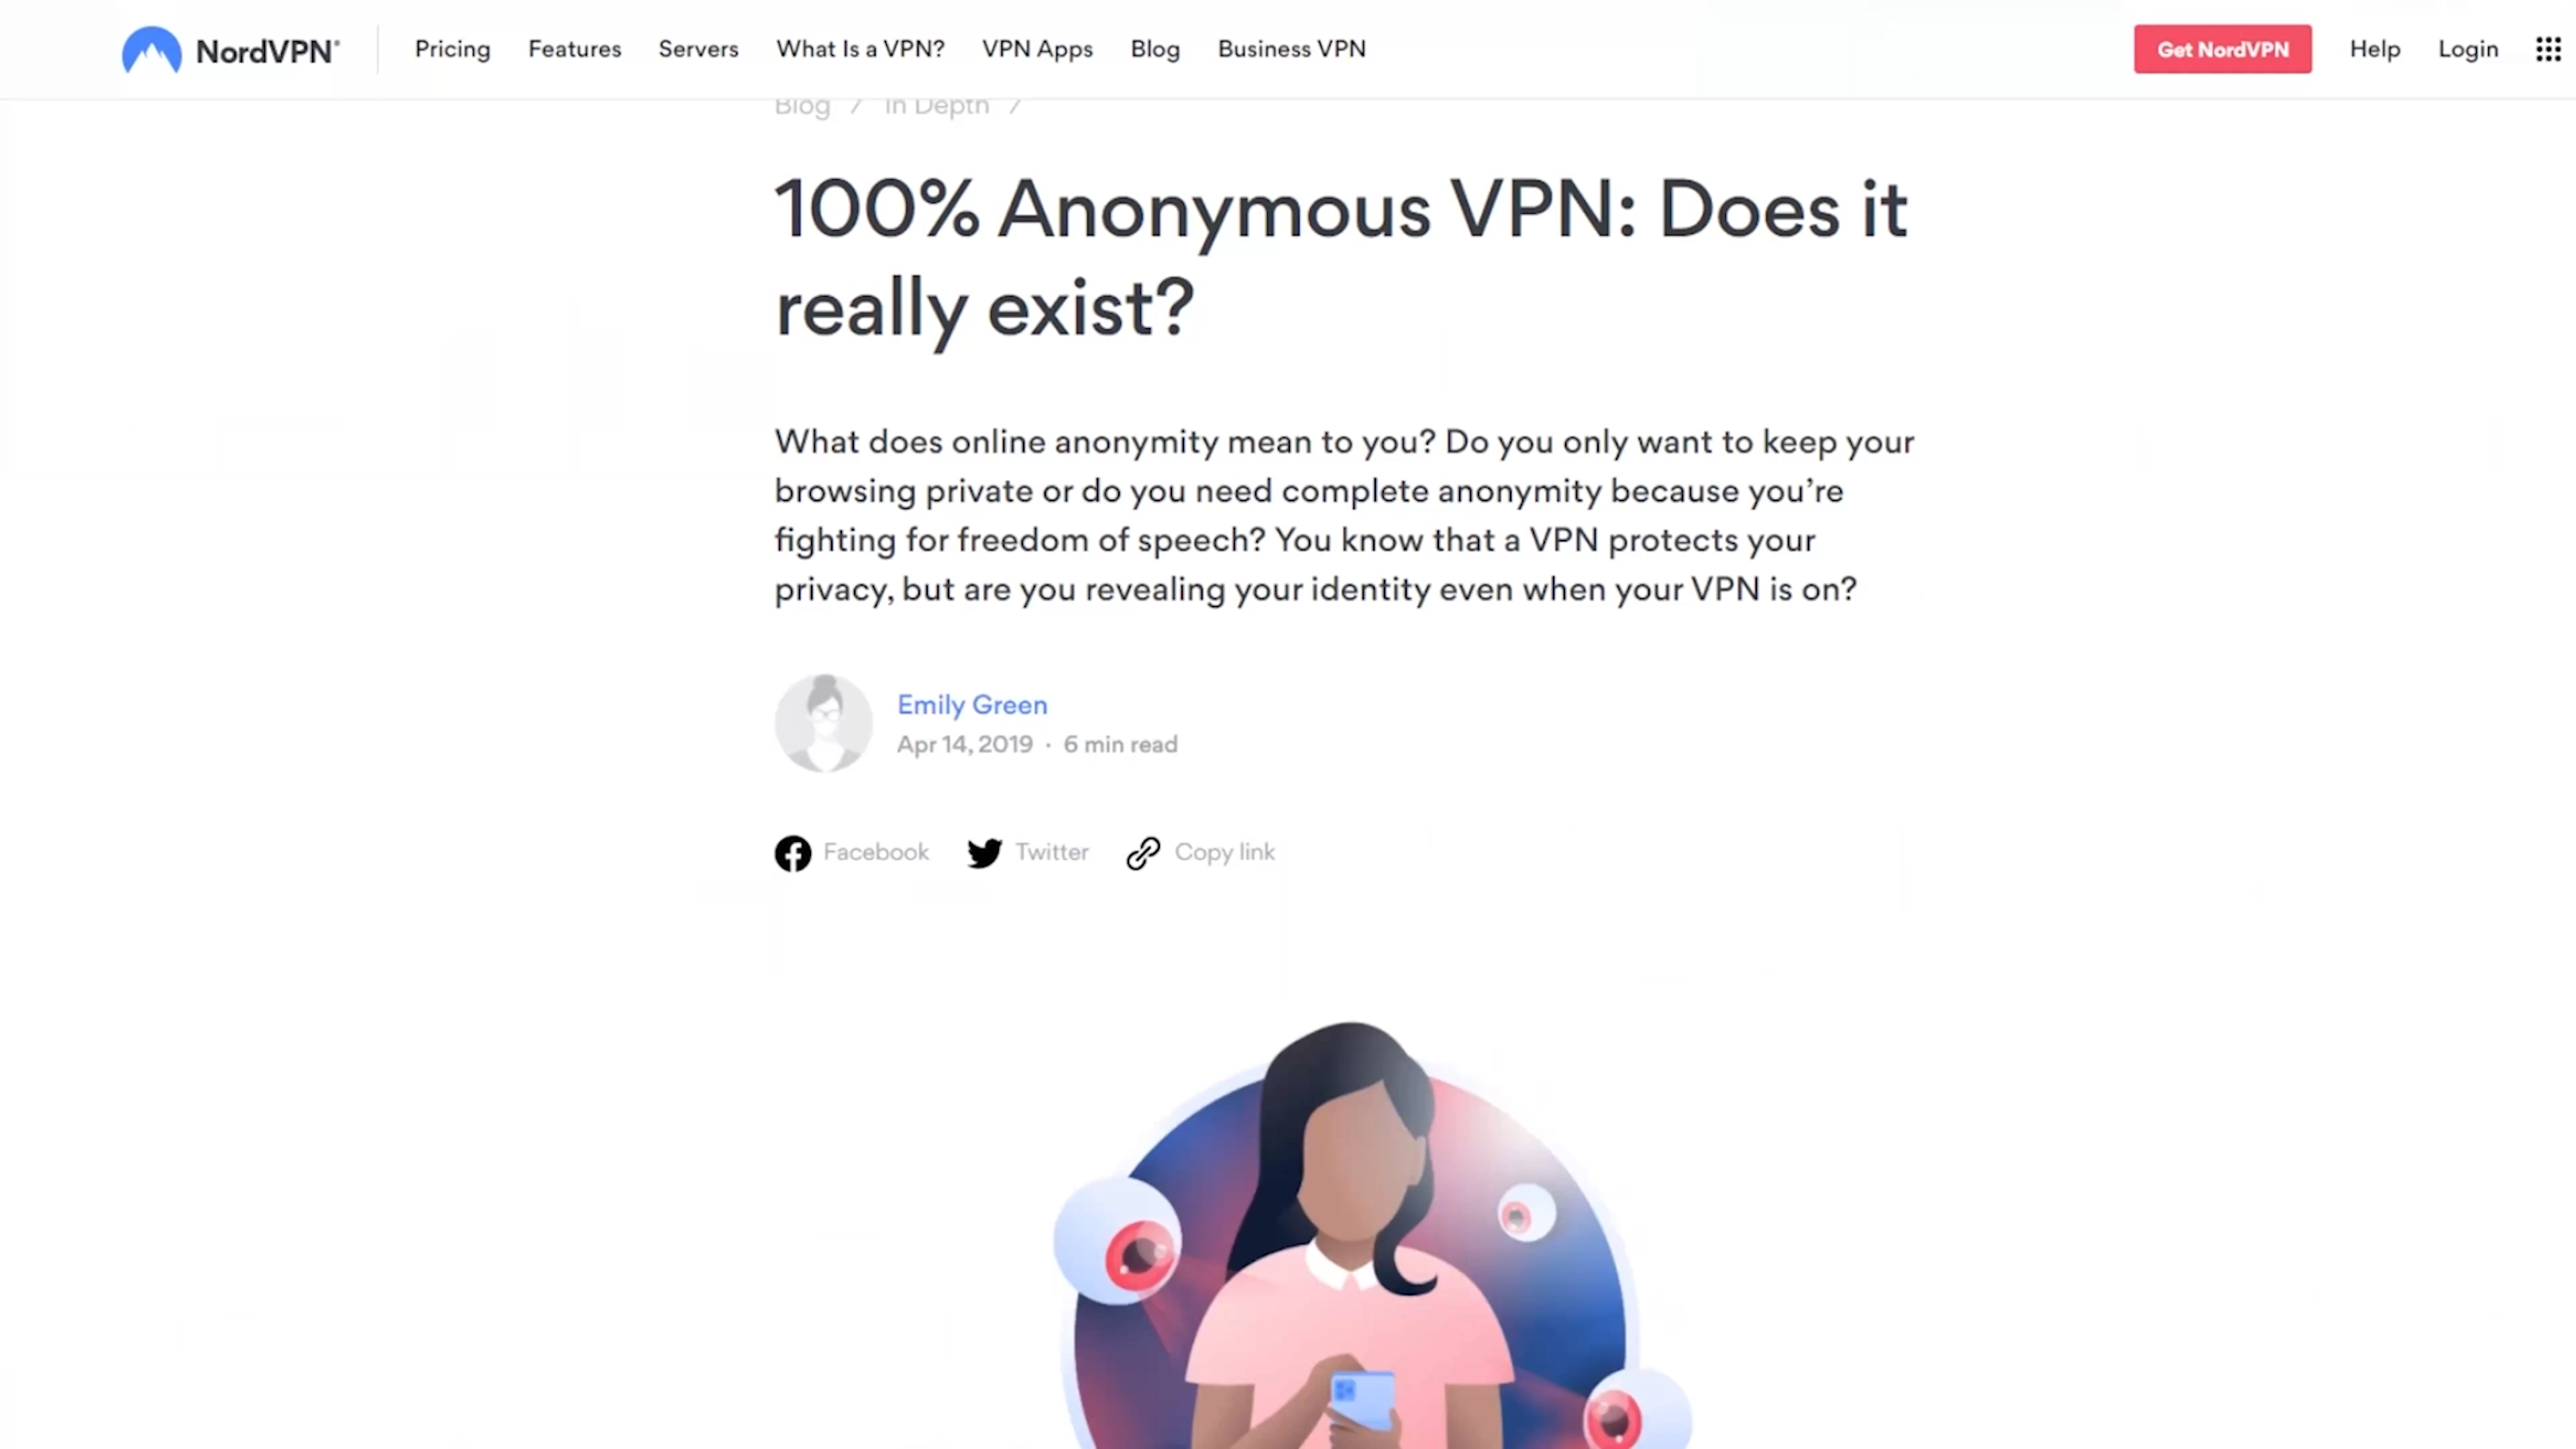 NordVPN®
Pricing
Features
Servers
What Is a VPN?
VPN Apps
Blog
Business VPN
Get NordVPN
Help
Login
Blog / In Depth /
100% Anonymous VPN: Does it
really exist?
What does online anonymity mean to you? Do you only want to keep your
browsing private or do you need complete anonymity because you’re
fighting for freedom of speech? You know that a VPN protects your
privacy, but are you revealing your identity even when your VPN is on?
Emily Green
Apr 14, 2019 · 6 min read
Facebook
Twitter
Copy link